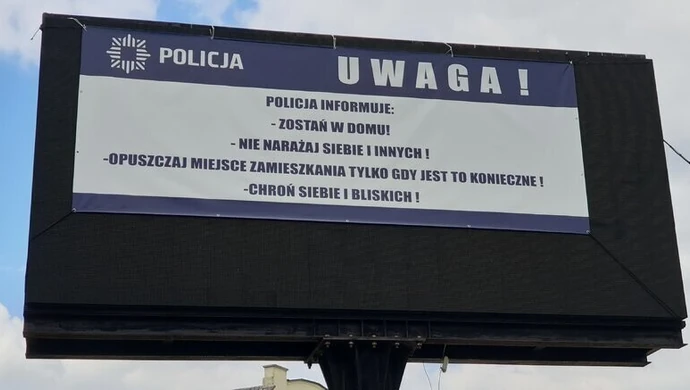 POLICJA
UWAGA !
POLICJA INFORMUJE:
- ZOSTAŃ W DOMU!
- NIE NARAŻAJ SIEBIE I INNYCH !
-OPUSZCZAJ MIEJSCE ZAMIESZKANIA TYLKO GDY JEST TO KONIECZNE !
-CHROŃ SIEBIE I BLISKICH !